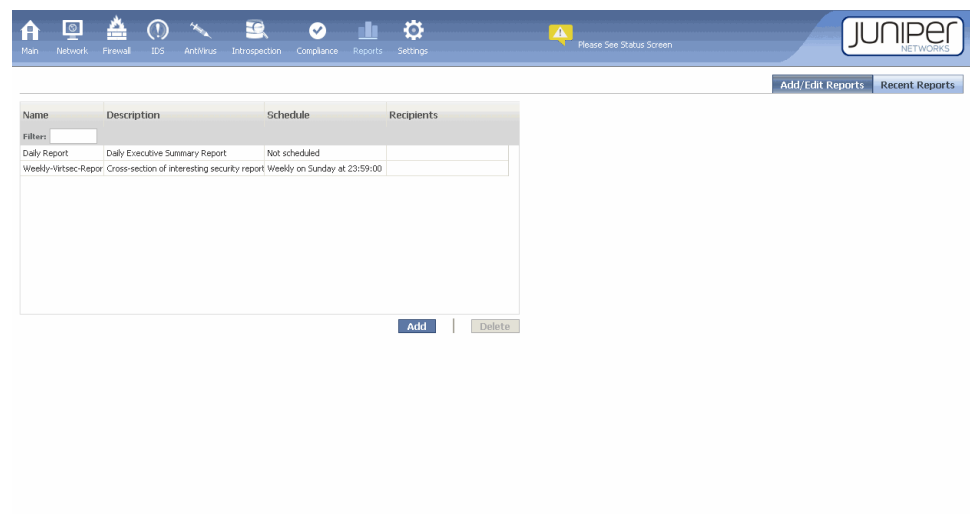 Main Network Firewall IDS AntiVirus Introspection Compliance Reports Settings
Please See Status Screen
JUNIPER
NETWORKS
Add/Edit Reports Recent Reports
Name Description Schedule Recipients
Filter:
Daily Report Daily Executive Summary Report Not scheduled
Weekly-Virtsec-Repor Cross-section of interesting security report Weekly on Sunday at 23:59:00
Add | Delete